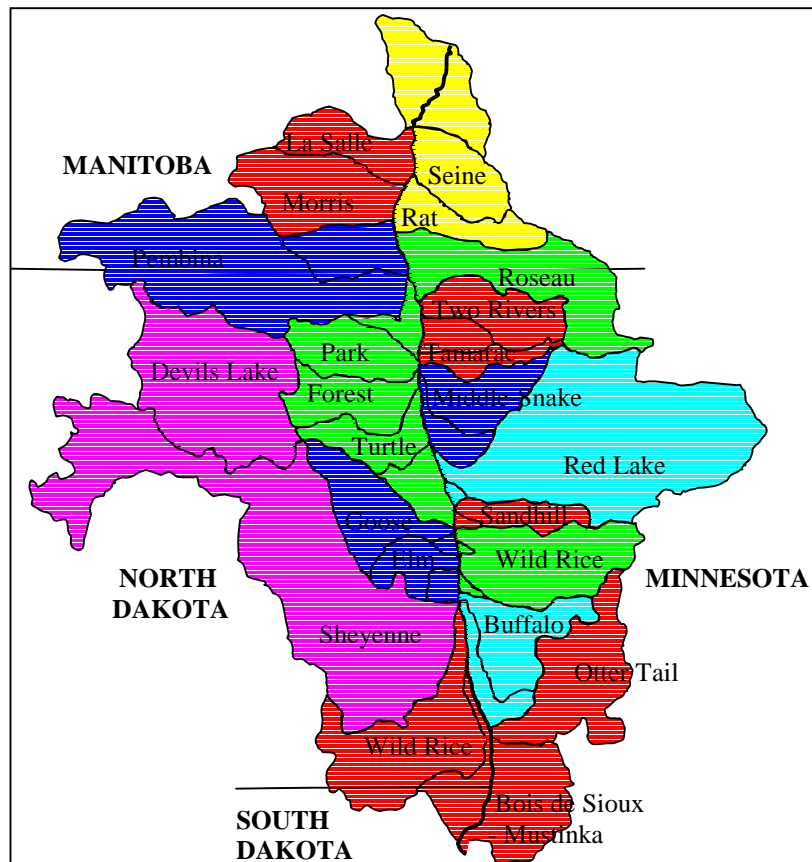 La Salle
MANITOBA
Seine
Morris
Rat
Pembina
Roseau
Two Rivers
Park
Tamarac
Devils Lake
Forest
Middle-Snake
Turtle
Red Lake
Goose
Sandhill
Elm
Wild Rice
NORTH
DAKOTA
MINNESOTA
Buffalo
Sheyenne
Otter Tail
Wild Rice
Bois de Sioux
- Mustinka
SOUTH
DAKOTA